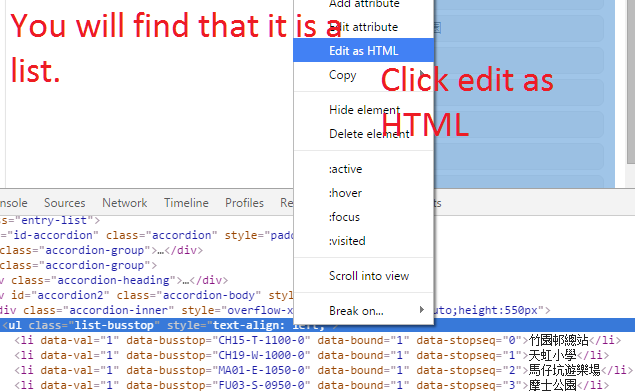 You will find that it is a list.
Add attribute
Edit attribute
Edit as HTML
Copy
Click edit as HTML
Hide element
Delete element
:active
:hover
:focus
:visited
Scroll into view
Break on...
Sources Network Timeline Profiles
="entry-list">
="id-accordion" class="accordion" style="padd
class="accordion-group">…</div>
class="accordion-group">
class="accordion-heading">…</div>
id="accordion2" class="accordion-body"
div class="accordion-inner" style="overflow-x auto;height:550px">
<ul class="list-busstop" style="text-align: left;
<li data-val="1" data-busstop="CH15-T-1100-0" data-bound="1" data-stopseq="0">竹園邨總站</li>
<li data-val="1" data-busstop="CH19-W-1000-0" data-bound="1" data-stopseq="1">天虹小學</li>
<li data-val="1" data-busstop="MA01-E-1050-0" data-bound="1" data-stopseq="2">馬仔坑遊樂場</li>
<li data-val="1" data-busstop="FU03-S-0950-0" data-bound="1" data-stopseq="3">摩士公園</li>